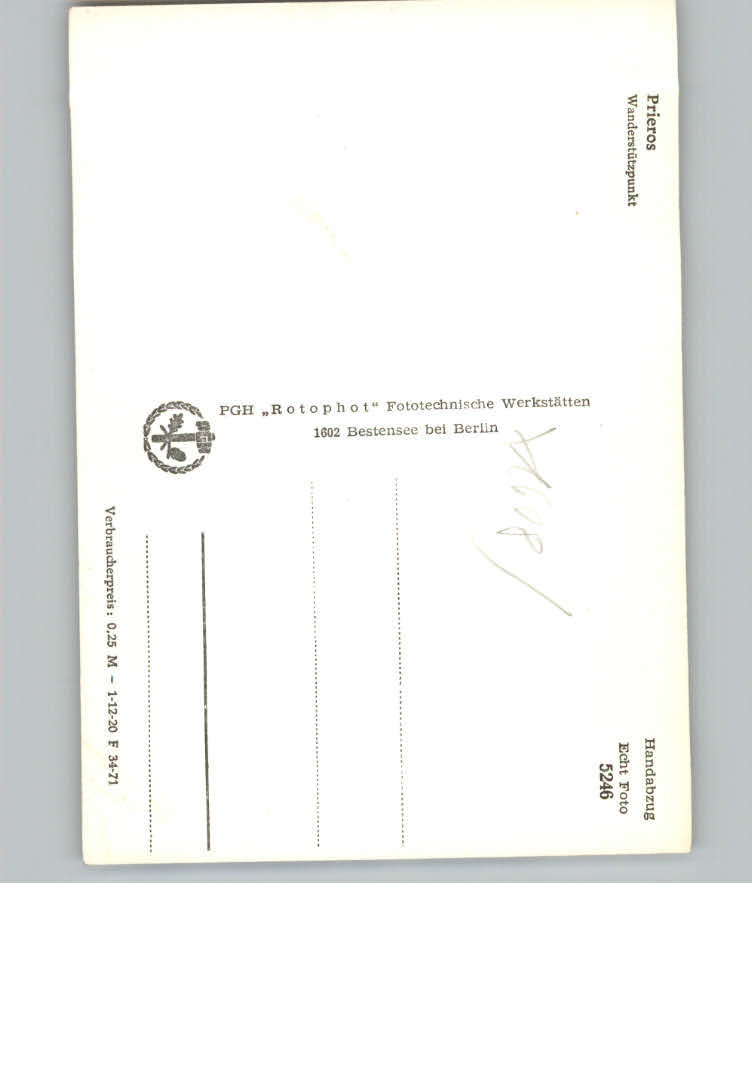 Prieros
Wanderstützpunkt
PGH „Rotophot“ Fototechnische Werkstätten
1602 Bestensee bei Berlin
Verbraucherpreis: 0,25 M – 1-12-20 F 34-71
Handabzug
Echt Foto
5246